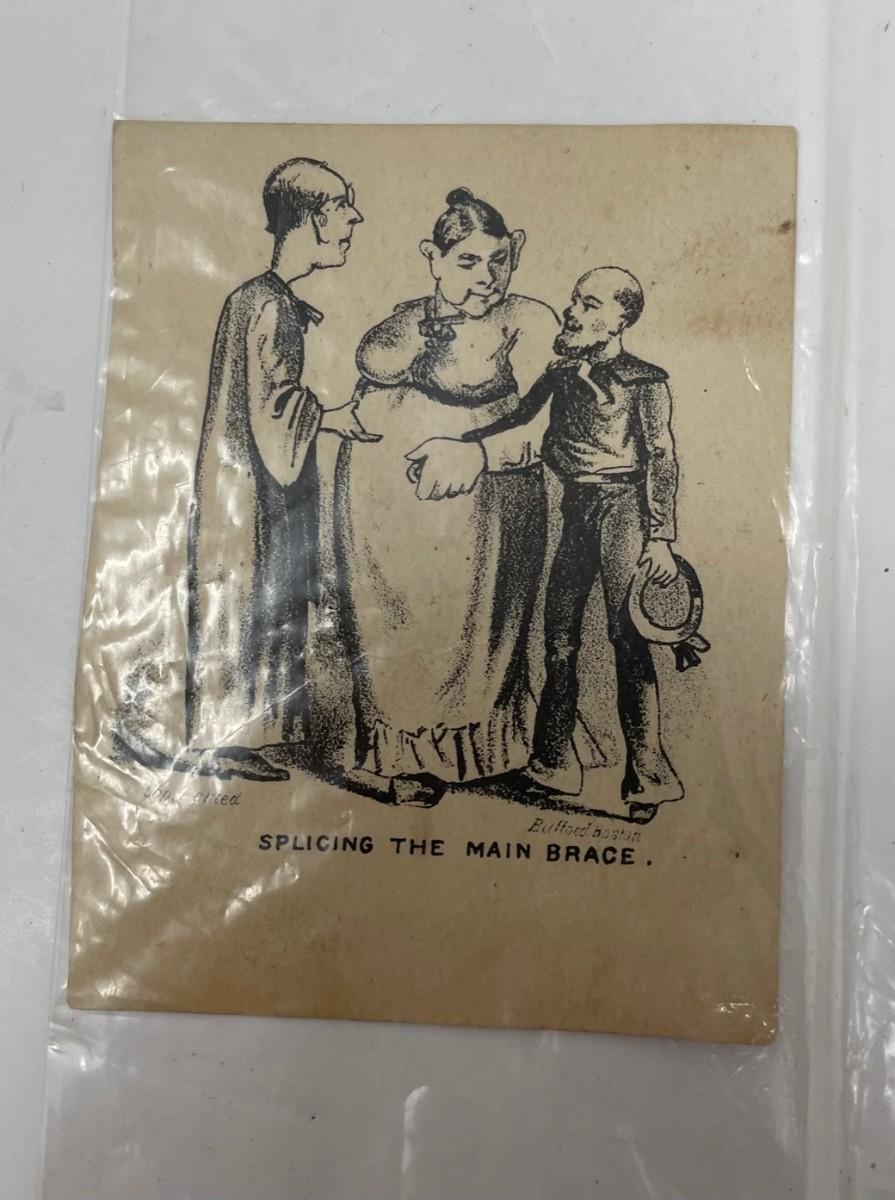 Bufford. Boston
SPLICING THE MAIN BRACE.